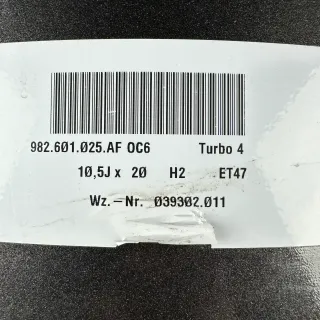 982.601.025.AF OC6 Turbo 4
10,5J x 20 H2 ET47
Wz.-Nr. 039302.011